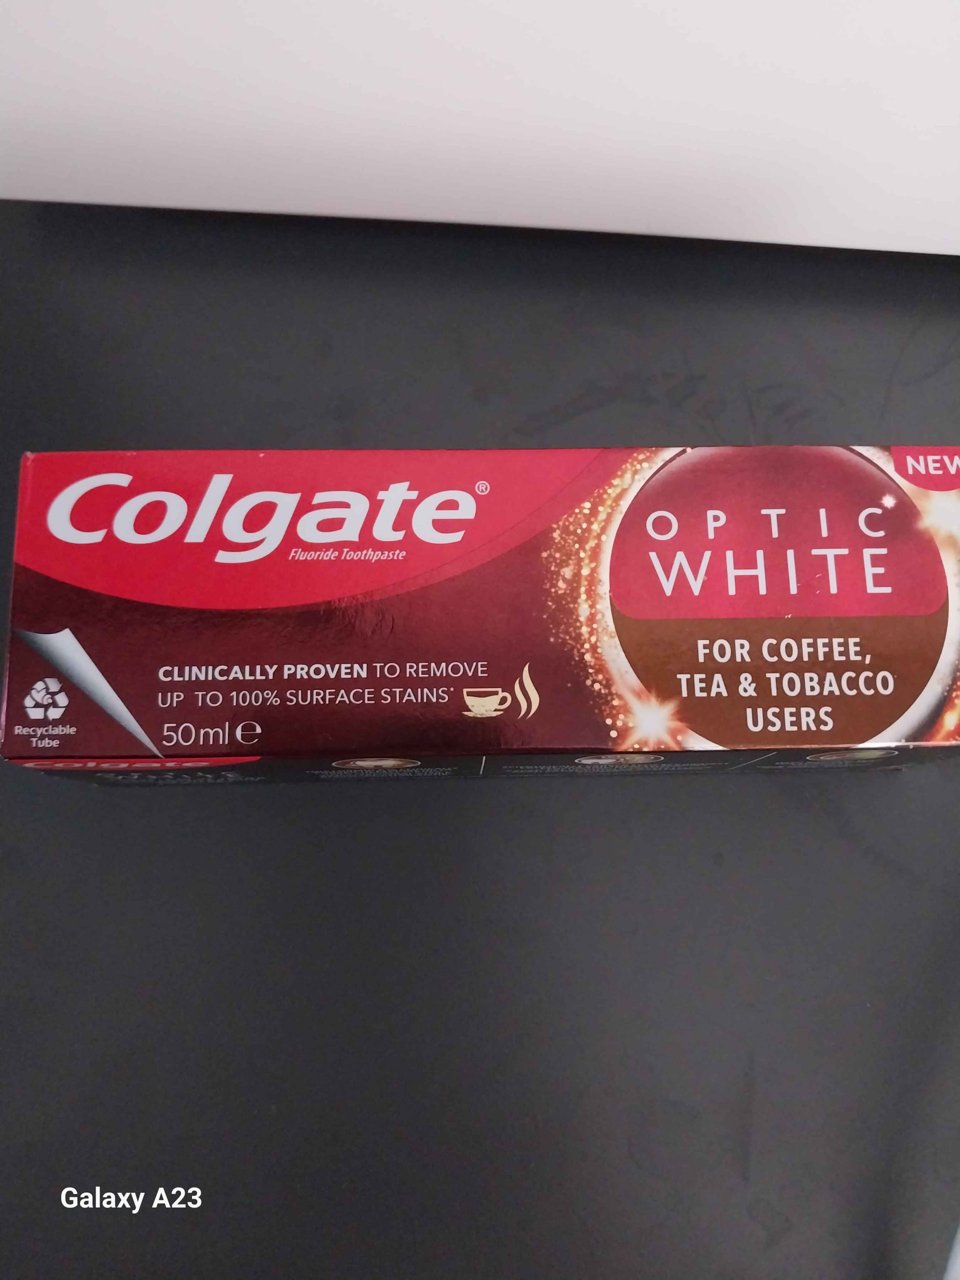 Colgate®
Fluoride Toothpaste
NEW
OPTIC
WHITE
FOR COFFEE,
TEA & TOBACCO
USERS
CLINICALLY PROVEN TO REMOVE
UP TO 100% SURFACE STAINS*
50ml e
Recyclable
Tube
Colgate
Galaxy A23